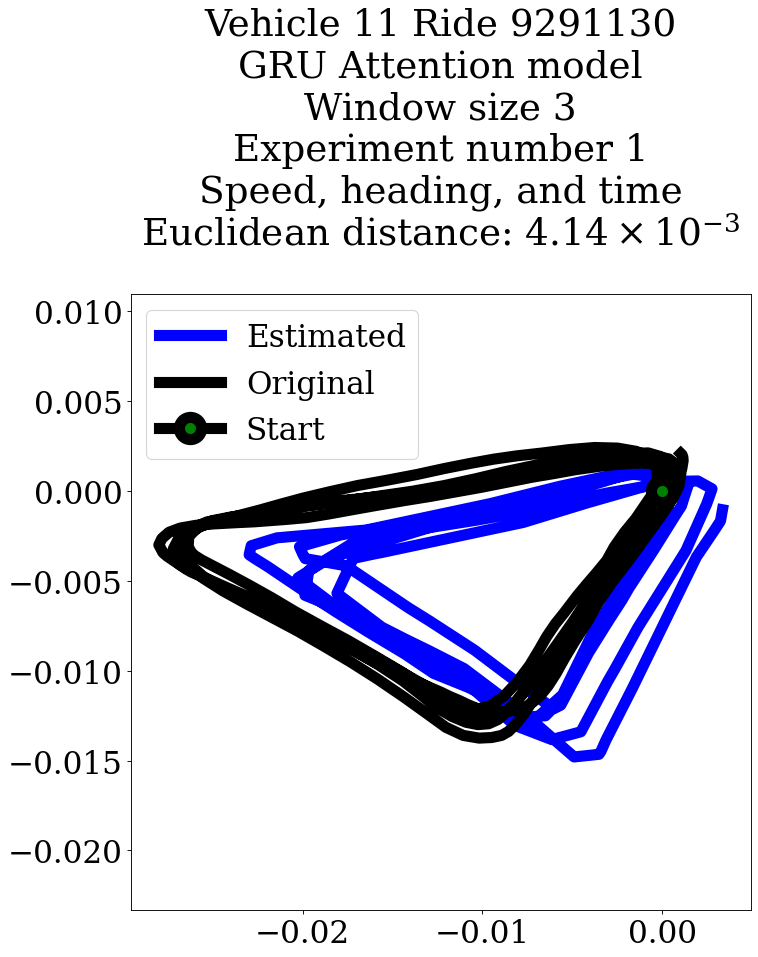 Vehicle 11 Ride 9291130
GRU Attention model
Window size 3
Experiment number 1
Speed, heading, and time
Euclidean distance: 4.14 × 10⁻³
Estimated
Original
Start
0.010
0.005
0.000
−0.005
−0.010
−0.015
−0.020
−0.02
−0.01
0.00